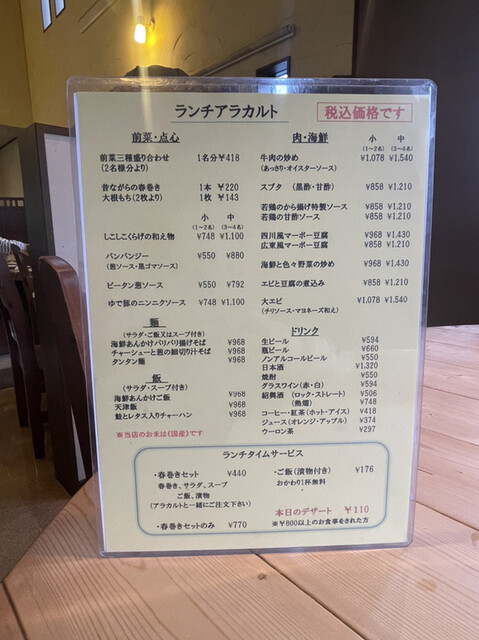 ランチアラカルト
税込価格です
前菜・点心
前菜三種盛り合わせ 1名分￥418
(2名様分より)
昔ながらの春巻き 1本 ￥220
大根もち(2枚より) 1枚 ￥143
小 中
(1～2名) (3～4名)
しこしこくらげの和え物 ￥748 ￥1,100
バンバンジー ￥550 ￥880
(葱ソース・黒ゴマソース)
ピータン葱ソース ￥550 ￥792
ゆで豚のニンニクソース ￥748 ￥1,100
肉・海鮮
小 中
(1～2名) (3～4名)
牛肉の炒め ￥1,078 ￥1,540
(あっさり・オイスターソース)
スブタ (黒酢・甘酢) ￥858 ￥1,210
若鶏のから揚げ特製ソース ￥858 ￥1,210
若鶏の甘酢ソース ￥858 ￥1,210
四川風マーボー豆腐 ￥968 ￥1,430
広東風マーボー豆腐 ￥858 ￥1,210
海鮮と色々野菜の炒め ￥968 ￥1,430
エビと豆腐の煮込み ￥858 ￥1,210
大エビ ￥1,078 ￥1,540
(チリソース・マヨネーズ和え)
麺
(サラダ・ご飯又はスープ付き)
海鮮あんかけパリパリ揚げそば ￥968
チャーシューと葱の細切り汁そば ￥968
タンタン麺 ￥968
飯
(サラダ・スープ付き)
海鮮あんかけご飯 ￥968
天津飯 ￥968
鮭とレタス入りチャーハン ￥968
※当店のお米は《国産》です
ドリンク
生ビール ￥594
瓶ビール ￥660
ノンアルコールビール ￥550
日本酒 ￥1,320
焼酎 ￥550
グラスワイン(赤・白) ￥594
紹興酒 (ロック・ストレート) ￥506
(熱燗) ￥748
コーヒー・紅茶(ホット・アイス) ￥418
ジュース(オレンジ・アップル) ￥374
ウーロン茶 ￥297
ランチタイムサービス
・春巻きセット ￥440
春巻き、サラダ、スープ
ご飯、漬物
(アラカルトと一緒にご注文下さい)
・春巻きセットのみ ￥770
・ご飯(漬物付き) ￥176
おかわり1杯無料
本日のデザート ￥110
※￥800以上のお食事をされた方